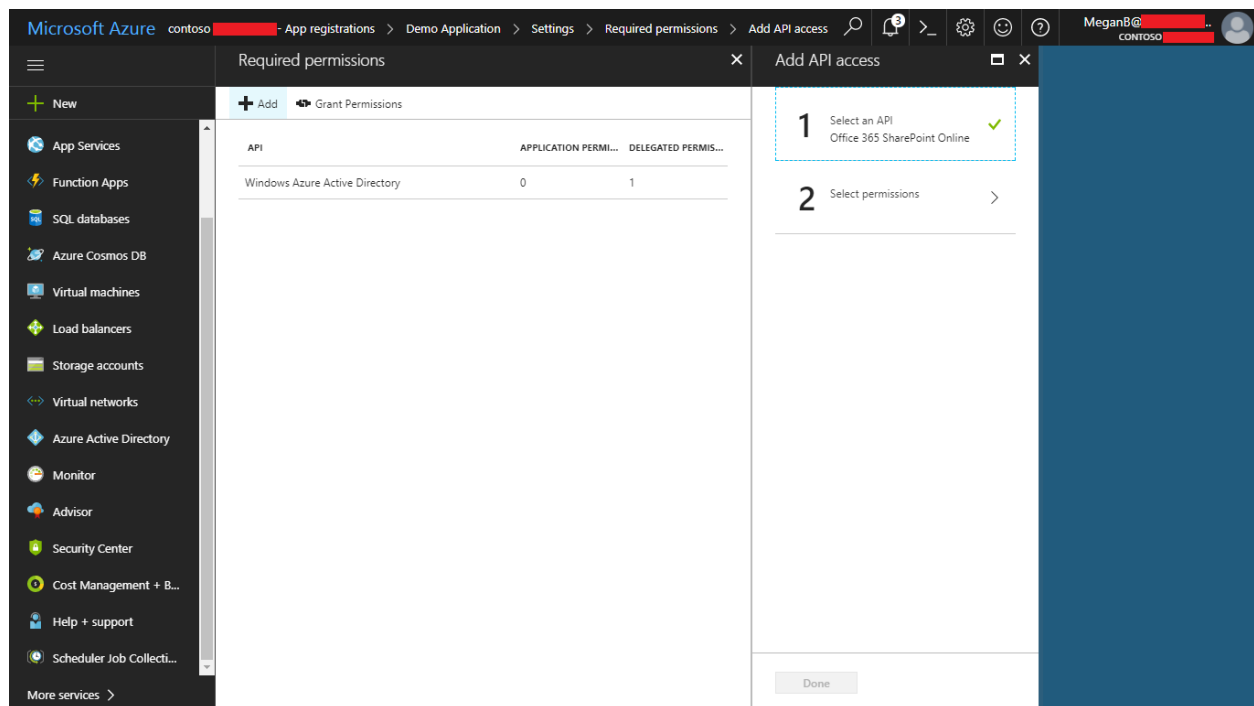 Microsoft Azure contoso - App registrations > Demo Application > Settings > Required permissions > Add API access 3 >_ ? MeganB@ ..
CONTOSO
Required permissions
Add API access
New
App Services
Function Apps
SQL databases
Azure Cosmos DB
Virtual machines
Load balancers
Storage accounts
Virtual networks
Azure Active Directory
Monitor
Advisor
Security Center
Cost Management + B...
Help + support
Scheduler Job Collecti...
More services >
Add Grant Permissions
API APPLICATION PERMI... DELEGATED PERMIS...
Windows Azure Active Directory 0 1
1 Select an API
Office 365 SharePoint Online
2 Select permissions >
Done